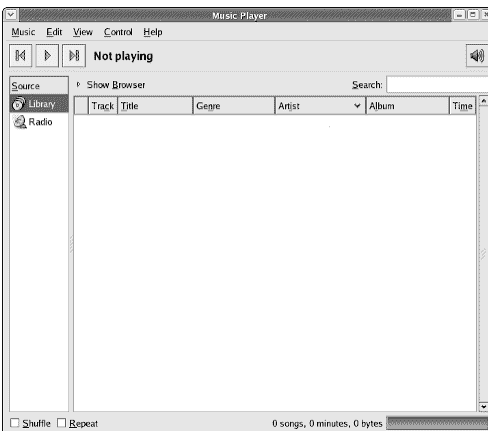 Music Player
Music Edit View Control Help
Not playing
Source
Show Browser Search:
Library
Track Title Genre Artist Album Time
Radio
Shuffle Repeat 0 songs, 0 minutes, 0 bytes